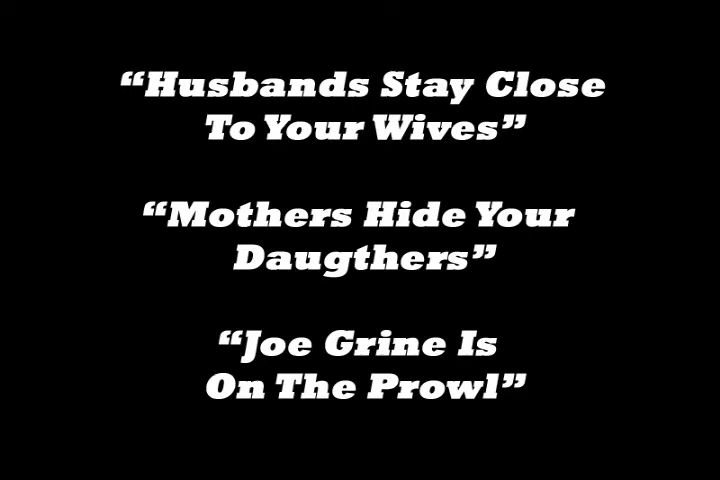 “Husbands Stay Close
To Your Wives”
“Mothers Hide Your
Daugthers”
“Joe Grine Is
On The Prowl”